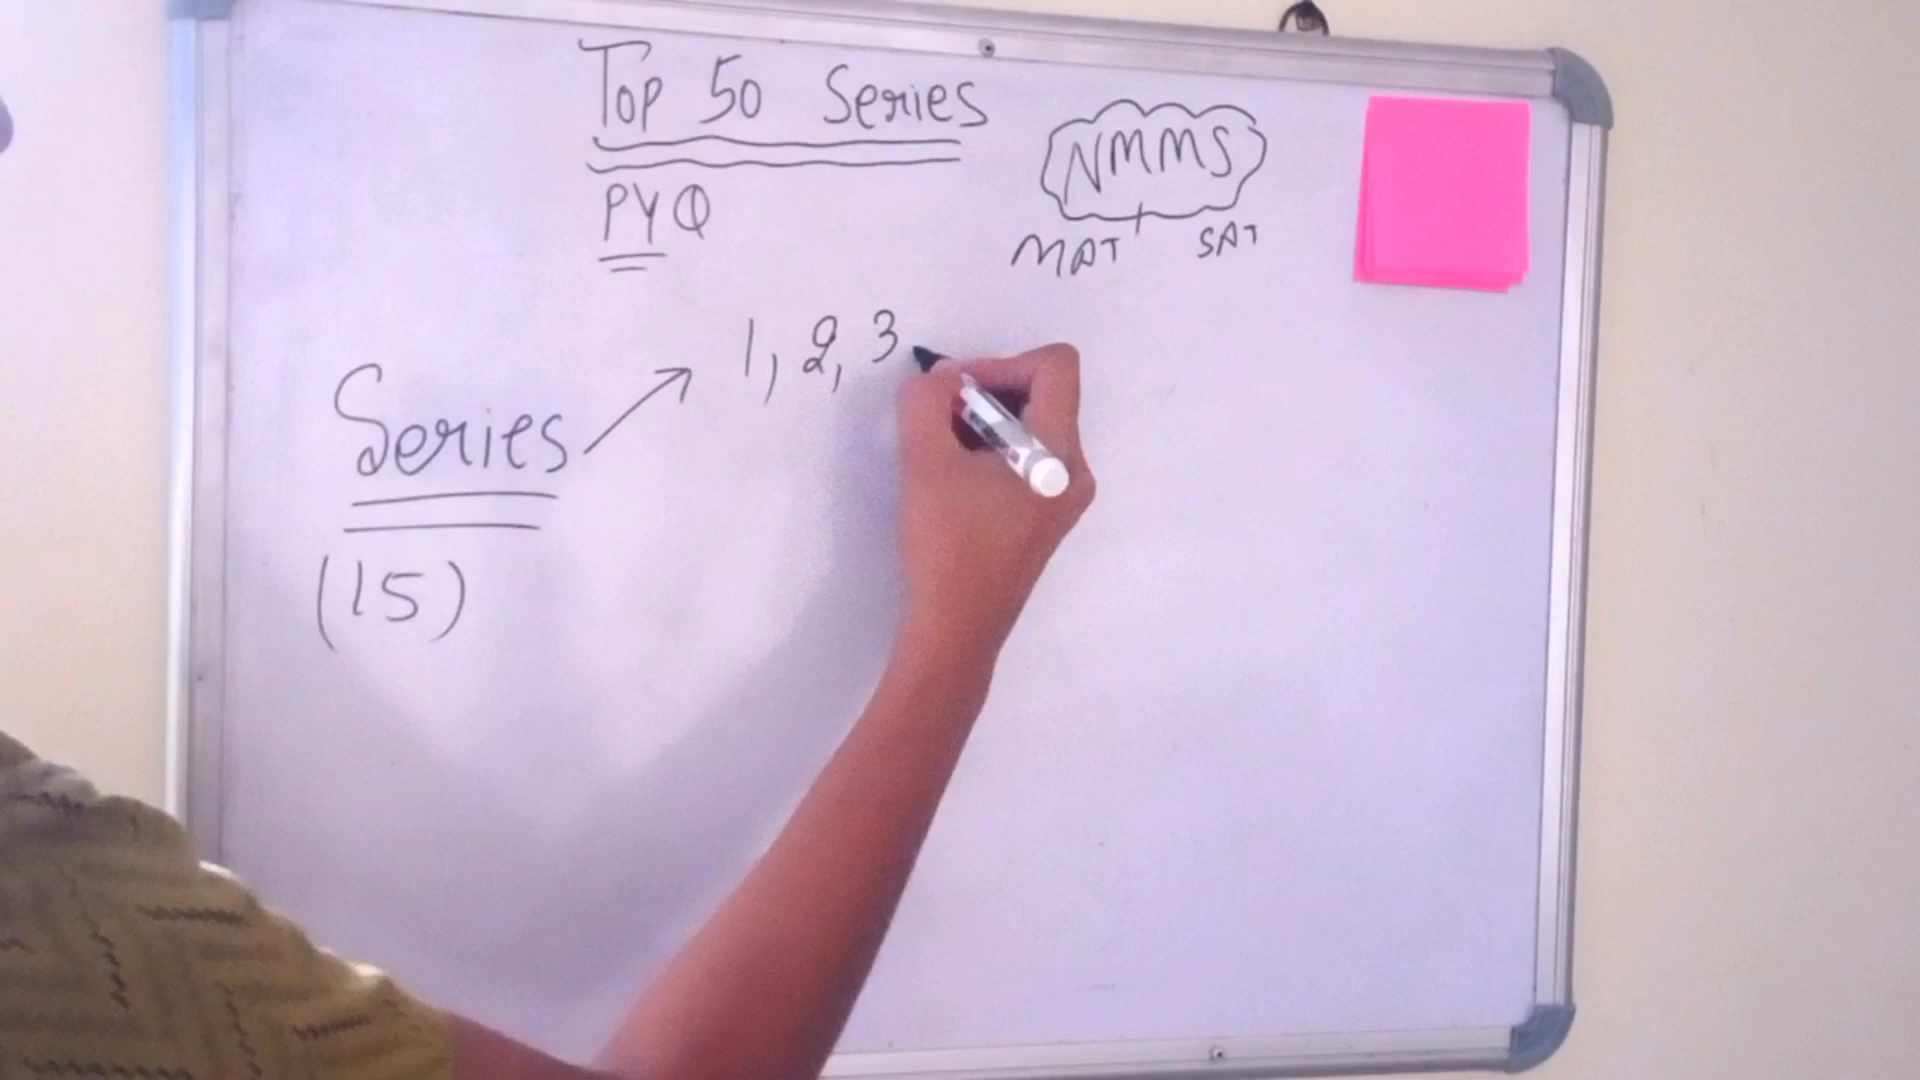 Top 50 Series
PYQ
NMMS
MAT SAT
1, 2, 3
Series
(15)